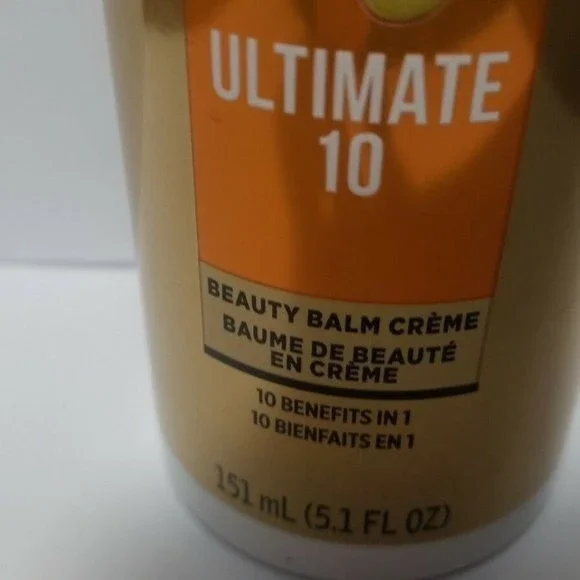 ULTIMATE
10
BEAUTY BALM CRÈME
BAUME DE BEAUTÉ
EN CRÈME
10 BENEFITS IN 1
10 BIENFAITS EN 1
151 mL (5.1 FL OZ)